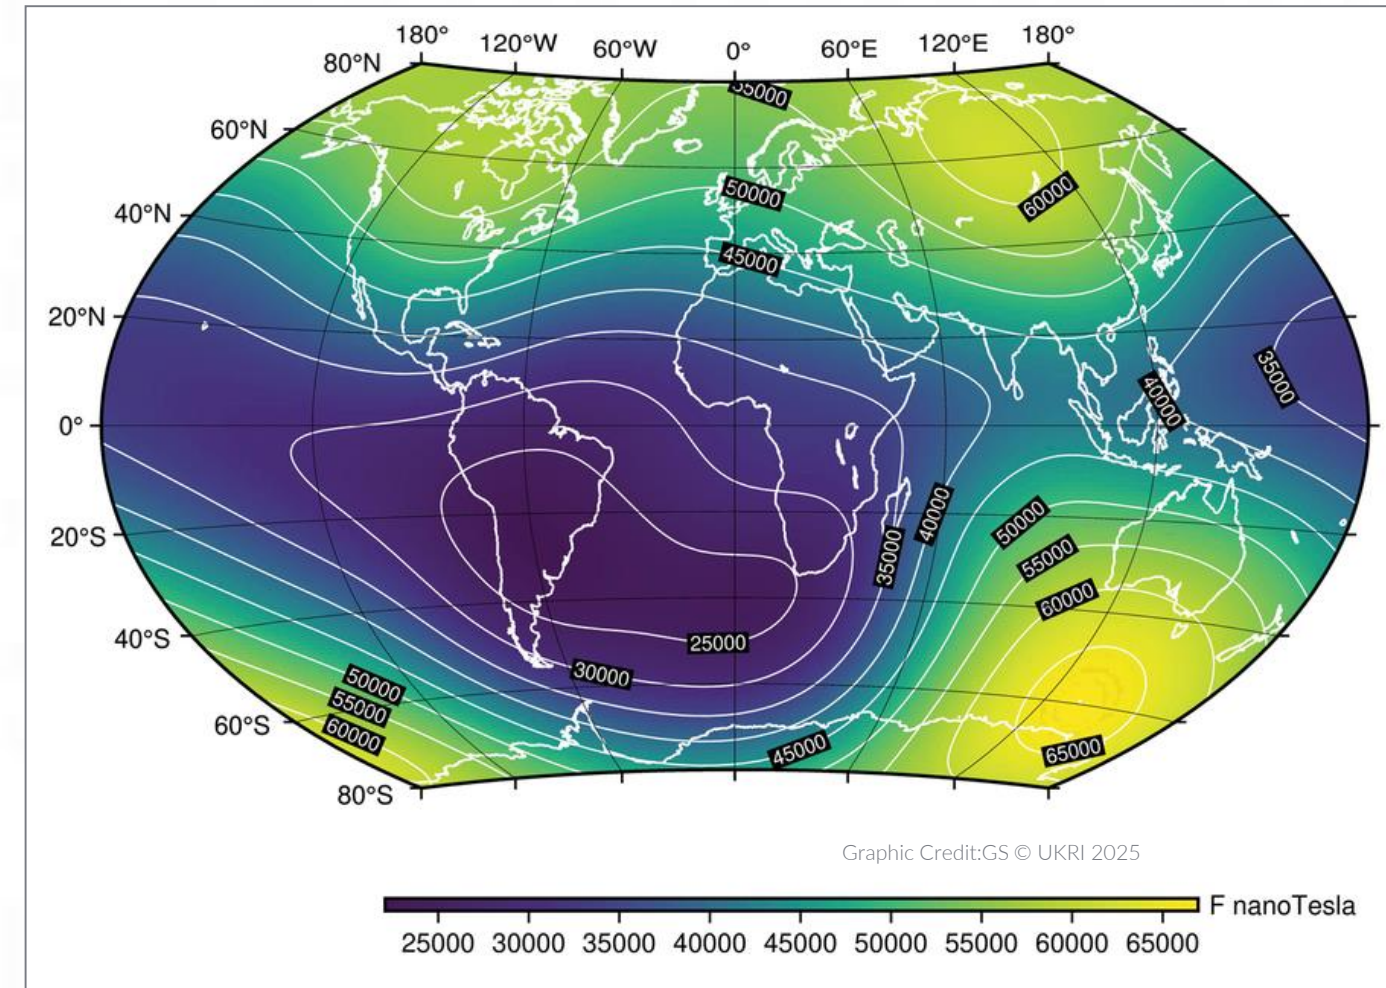 180° 120°W 60°W 0° 60°E 120°E 180°
80°N
60°N
40°N
20°N
0°
20°S
40°S
60°S
80°S
55000
50000
45000
60000
35000
40000
40000
35000
50000
55000
60000
25000
30000
50000
55000
60000
45000
65000
Graphic Credit:GS © UKRI 2025
F nanoTesla
25000 30000 35000 40000 45000 50000 55000 60000 65000